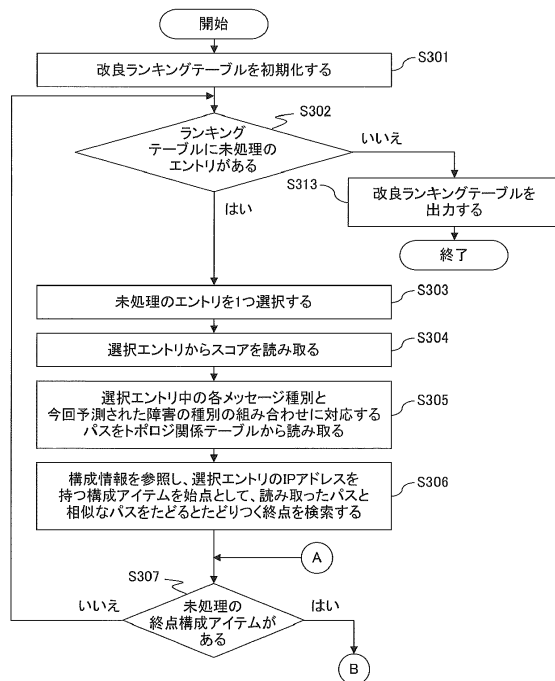 開始
改良ランキングテーブルを初期化する
S301
S302
ランキング
テーブルに未処理の
エントリがある
いいえ
はい
S313
改良ランキングテーブルを
出力する
終了
未処理のエントリを1つ選択する
S303
選択エントリからスコアを読み取る
S304
選択エントリ中の各メッセージ種別と
今回予測された障害の種別の組み合わせに対応する
パスをトポロジ関係テーブルから読み取る
S305
構成情報を参照し、選択エントリのIPアドレスを
持つ構成アイテムを始点として、読み取ったパスと
相似なパスをたどるとたどりつく終点を検索する
S306
A
S307
未処理の
終点構成アイテムが
ある
いいえ
はい
B